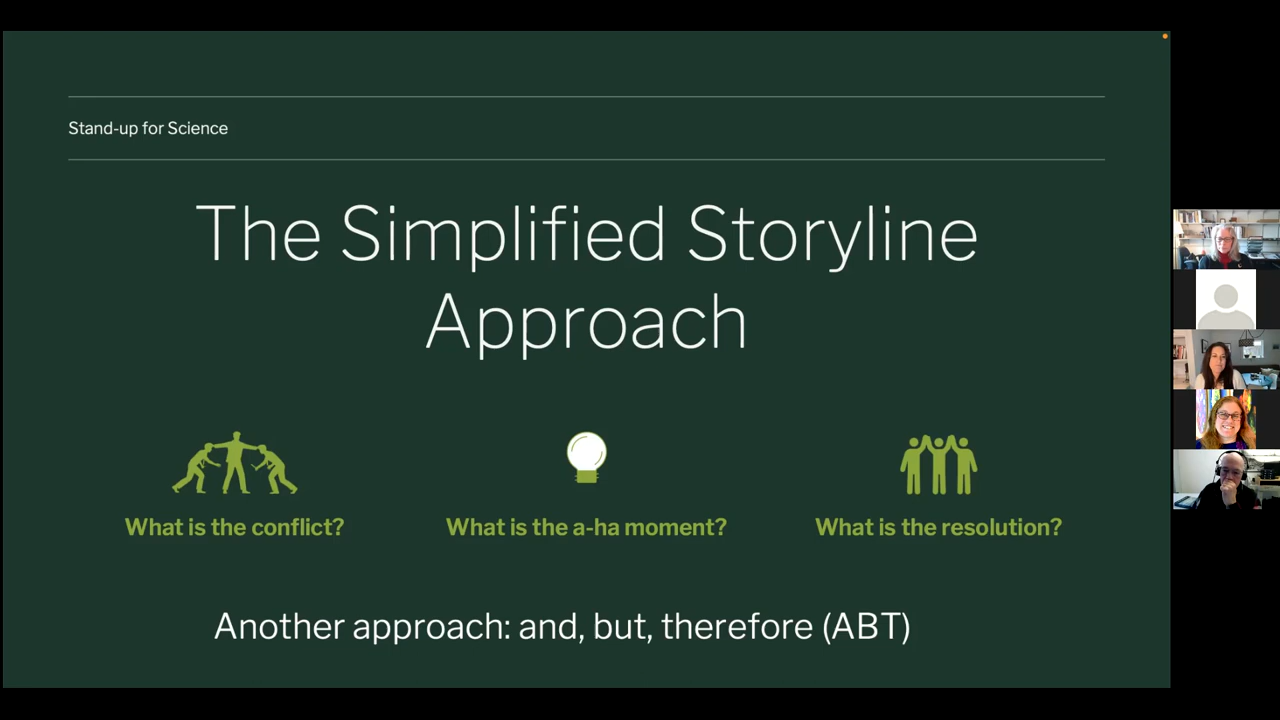 Stand-up for Science
The Simplified Storyline
Approach
What is the conflict?
What is the a-ha moment?
What is the resolution?
Another approach: and, but, therefore (ABT)